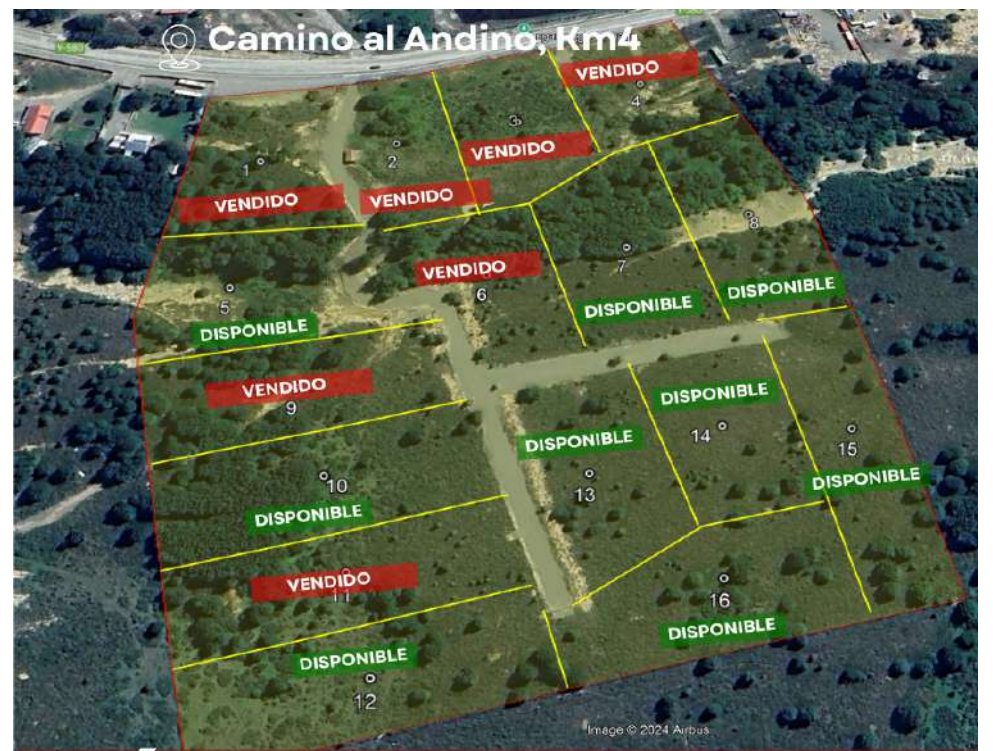 Camino al Andino, Km4
VENDIDO
4
3
2
1
VENDIDO
VENDIDO
VENDIDO
8
7
VENDIDO
6
5
DISPONIBLE
DISPONIBLE
DISPONIBLE
VENDIDO
9
DISPONIBLE
14
15
DISPONIBLE
13
10
DISPONIBLE
DISPONIBLE
VENDIDO
11
16
DISPONIBLE
DISPONIBLE
12
Image © 2024 Airbus